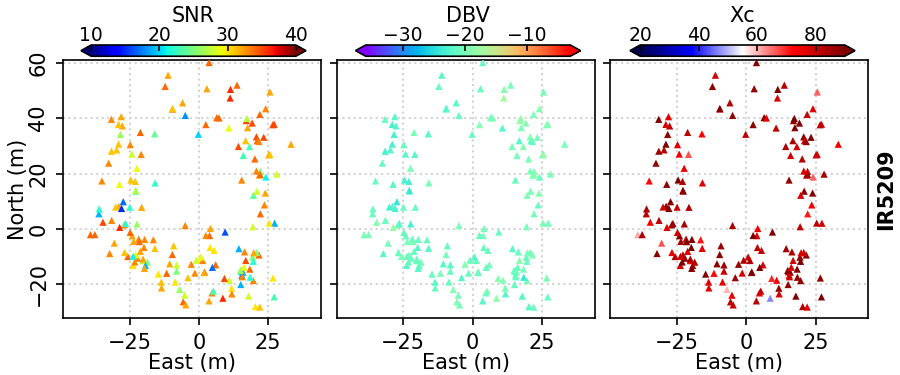 SNR DBV Xc
10 20 30 40 −30 −20 −10 20 40 60 80
60
40
20
0
−20
North (m)
IR5209
−25 0 25 −25 0 25 −25 0 25
East (m) East (m) East (m)